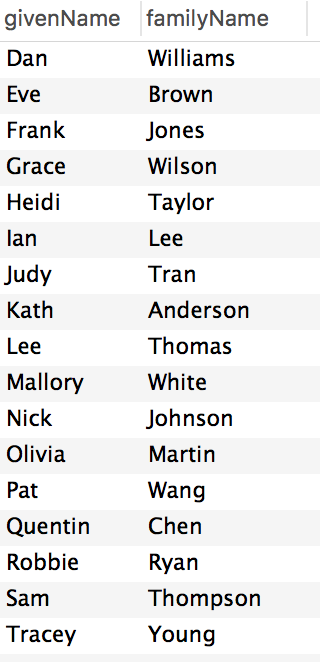 givenName familyName
Dan Williams
Eve Brown
Frank Jones
Grace Wilson
Heidi Taylor
Ian Lee
Judy Tran
Kath Anderson
Lee Thomas
Mallory White
Nick Johnson
Olivia Martin
Pat Wang
Quentin Chen
Robbie Ryan
Sam Thompson
Tracey Young